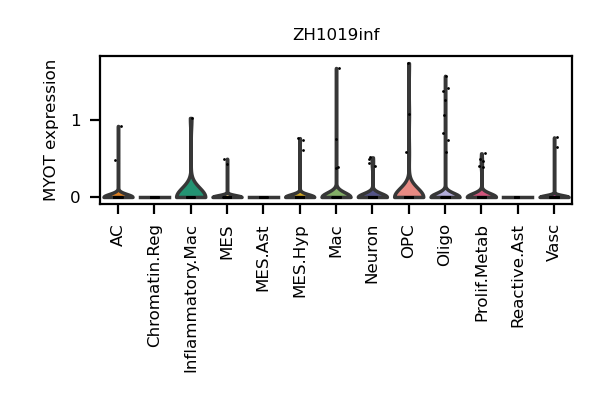 ZH1019inf
MYOT expression
1
0
AC
Chromatin.Reg
Inflammatory.Mac
MES
MES.Ast
MES.Hyp
Mac
Neuron
OPC
Oligo
Prolif.Metab
Reactive.Ast
Vasc